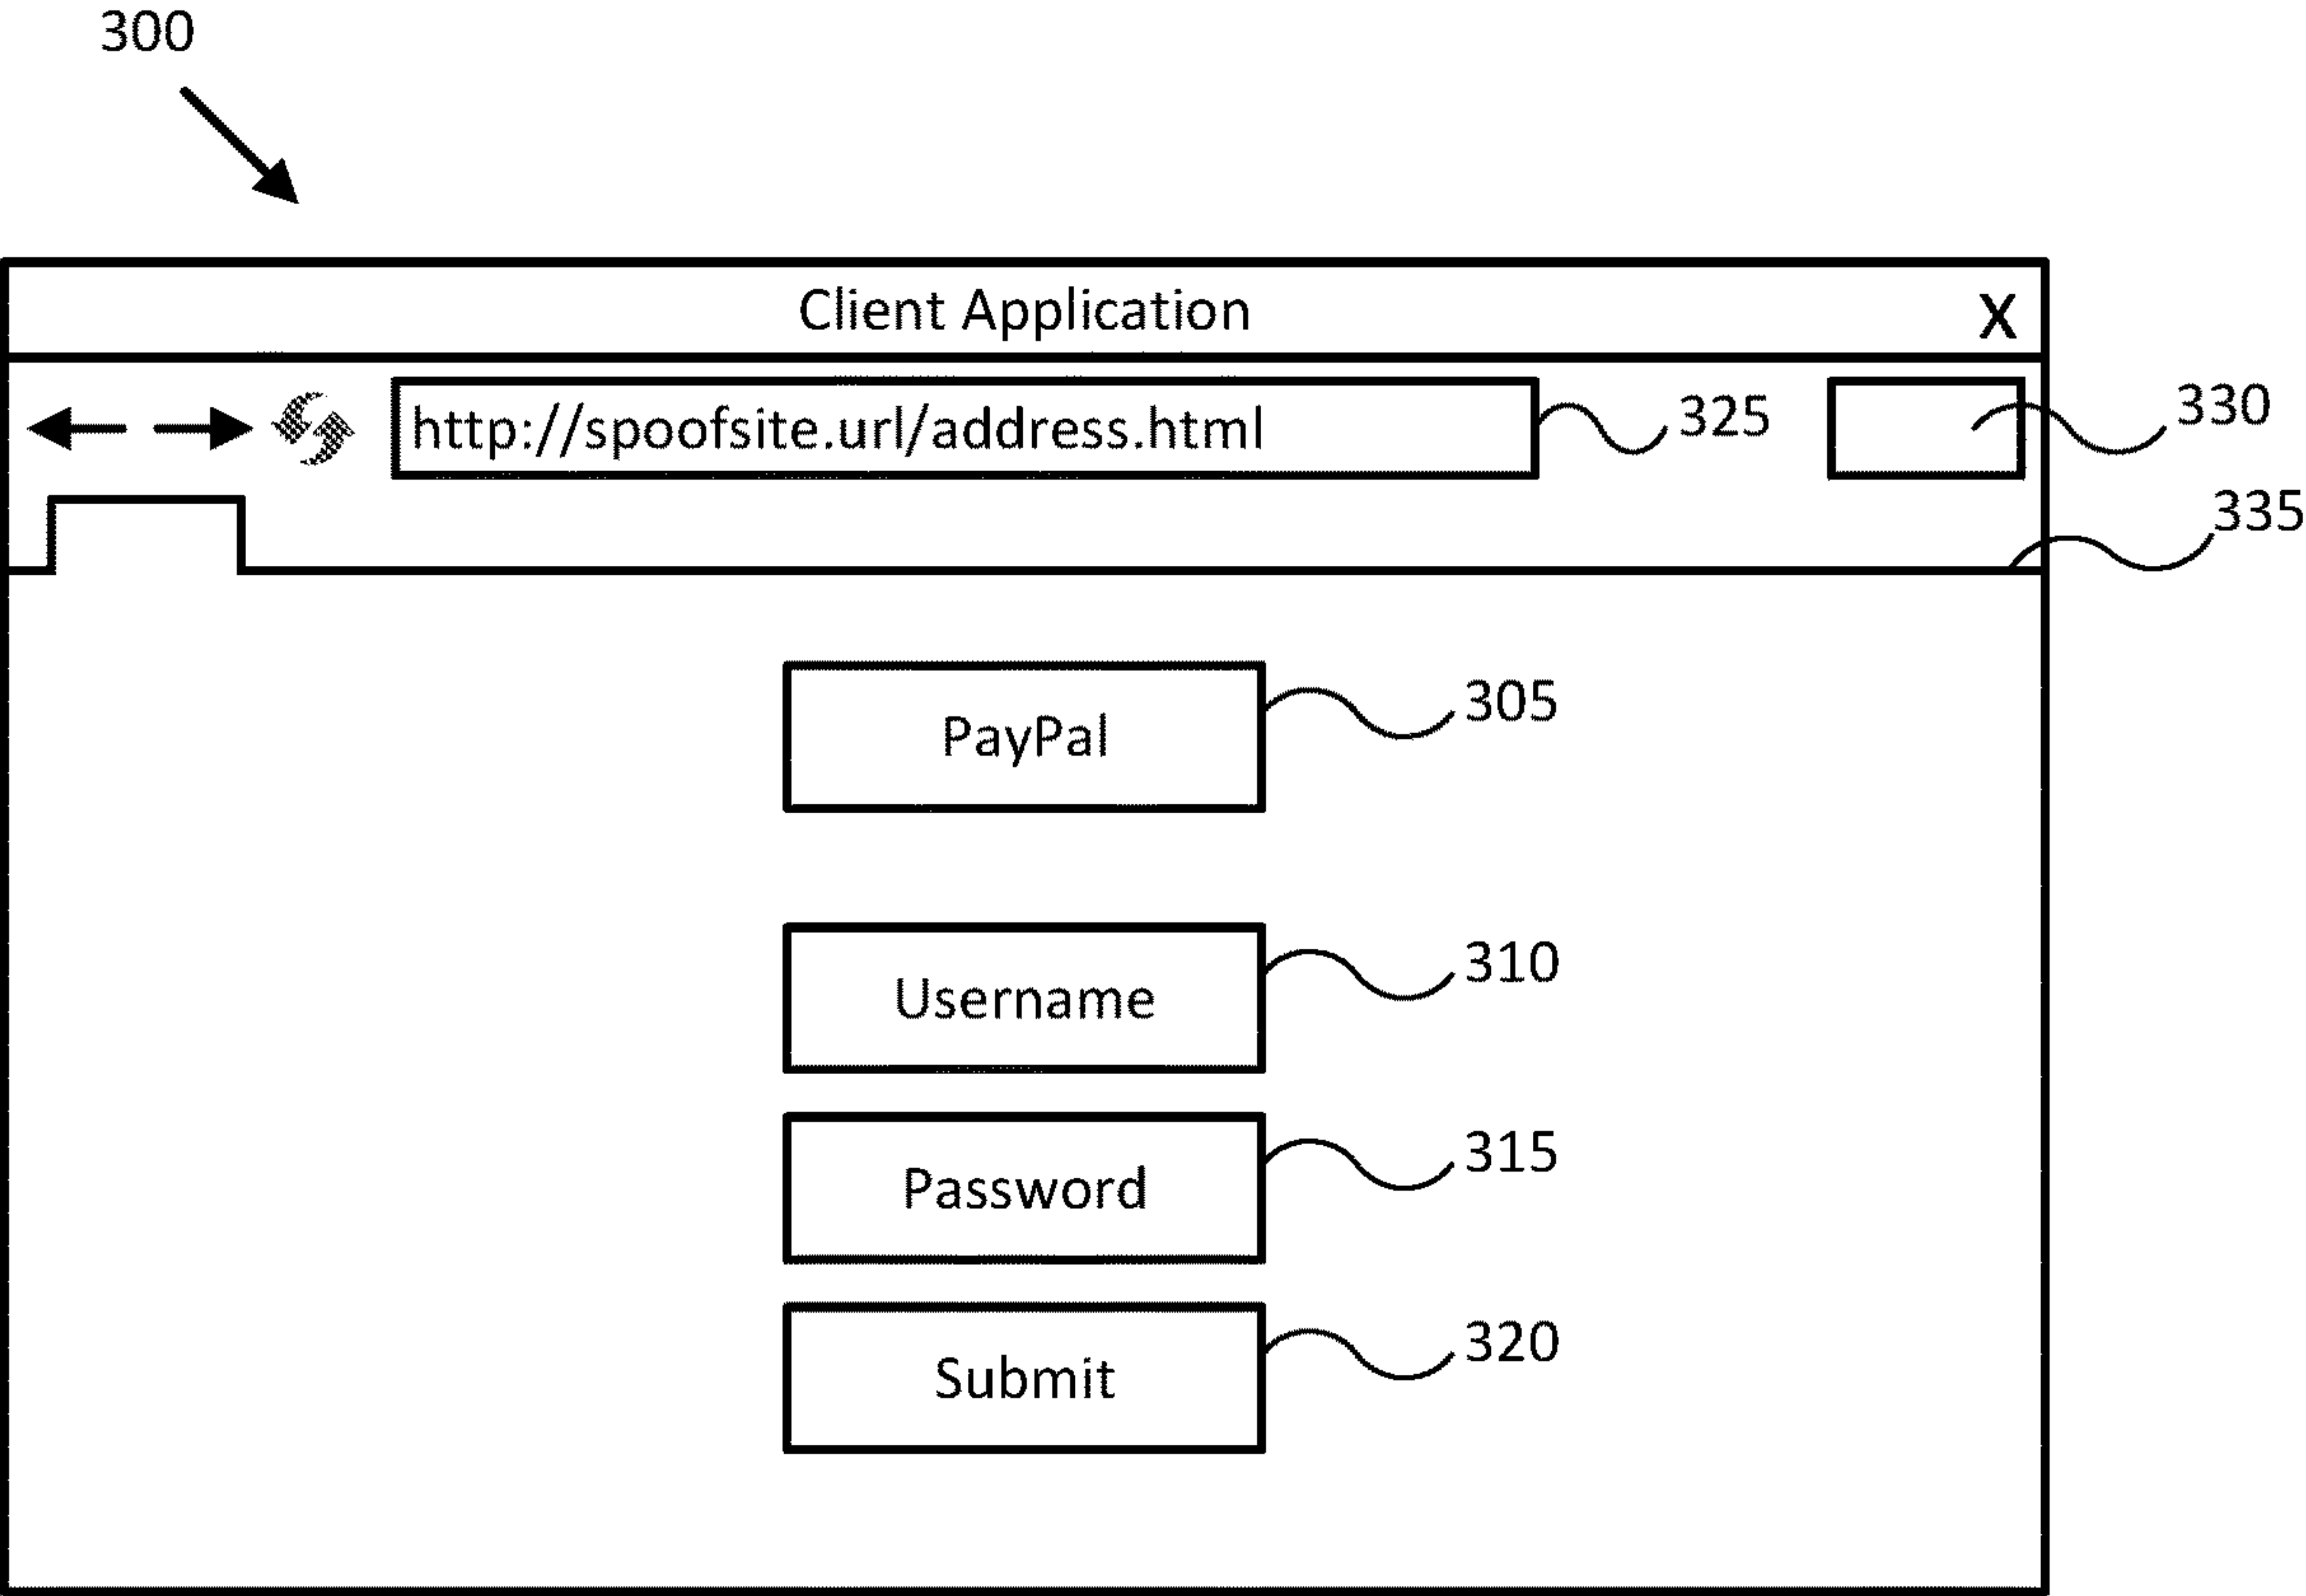 300
Client Application X
http://spoofsite.url/address.html 325 330
335
PayPal 305
Username 310
Password 315
Submit 320